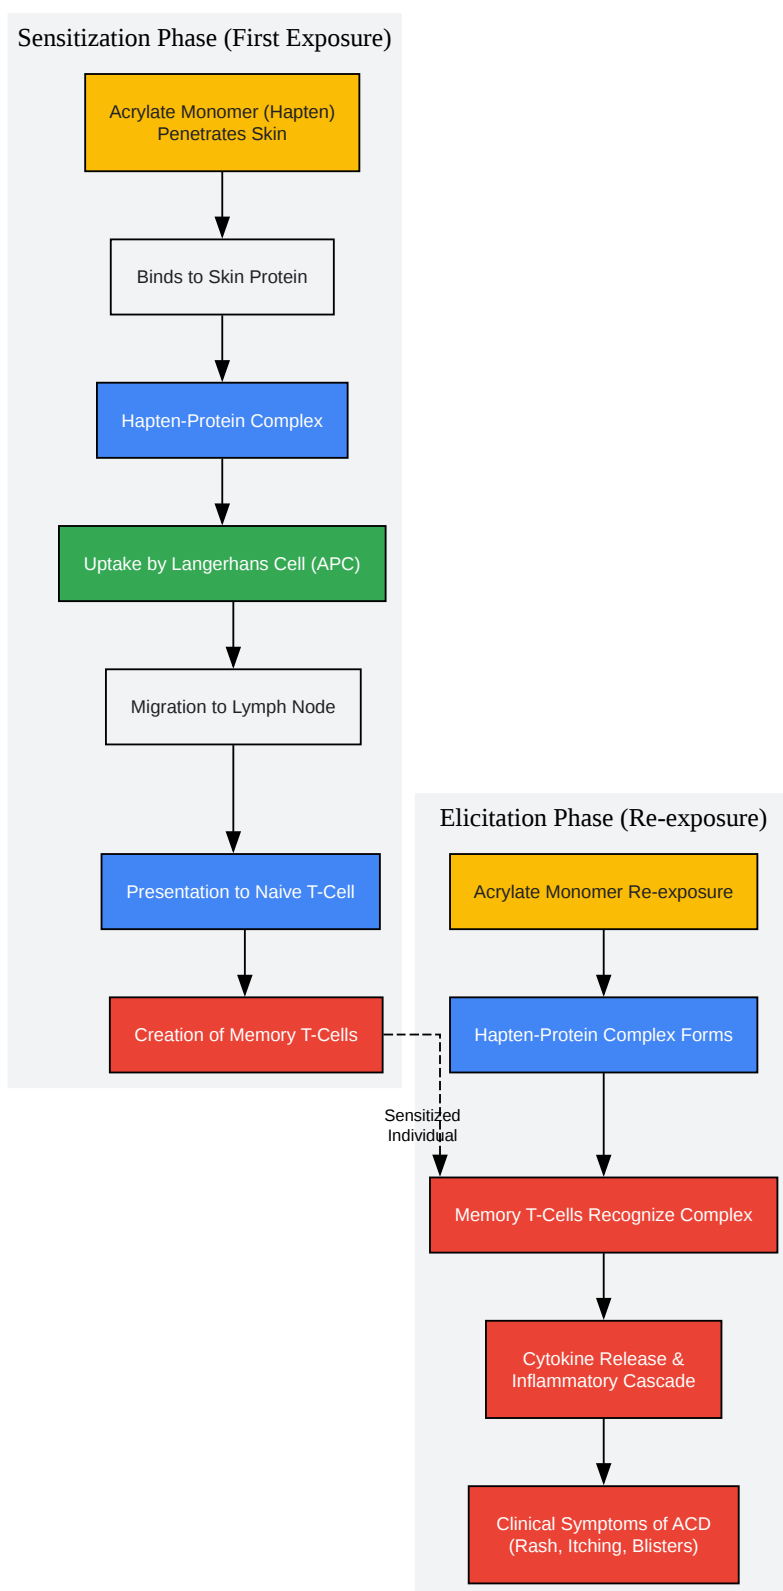 Sensitization Phase (First Exposure)
Acrylate Monomer (Hapten)
Penetrates Skin
Binds to Skin Protein
Hapten-Protein Complex
Uptake by Langerhans Cell (APC)
Migration to Lymph Node
Presentation to Naive T-Cell
Creation of Memory T-Cells
Sensitized
Individual
Elicitation Phase (Re-exposure)
Acrylate Monomer Re-exposure
Hapten-Protein Complex Forms
Memory T-Cells Recognize Complex
Cytokine Release &
Inflammatory Cascade
Clinical Symptoms of ACD
(Rash, Itching, Blisters)